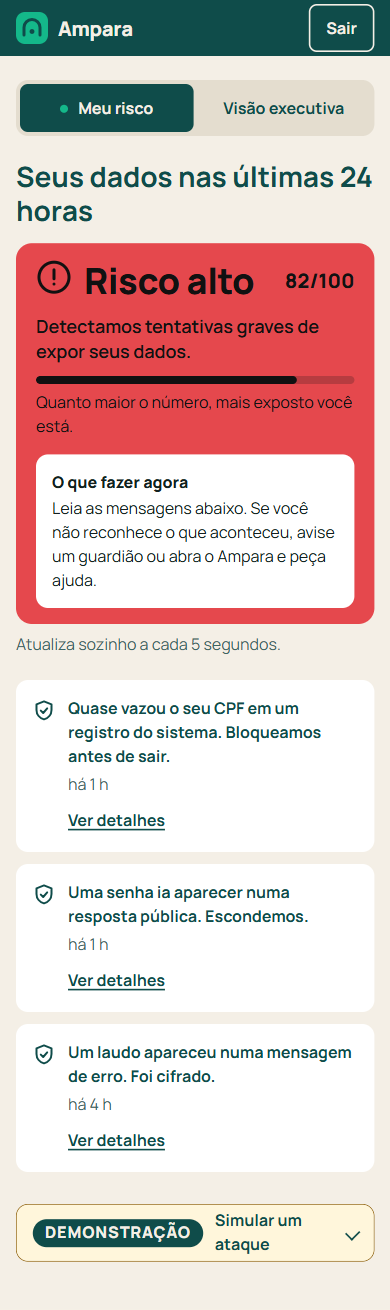 Ampara
Sair
Meu risco
Visão executiva
Seus dados nas últimas 24
horas
Risco alto
82/100
Detectamos tentativas graves de
expor seus dados.
Quanto maior o número, mais exposto você
está.
O que fazer agora
Leia as mensagens abaixo. Se você
não reconhece o que aconteceu, avise
um guardião ou abra o Ampara e peça
ajuda.
Atualiza sozinho a cada 5 segundos.
Quase vazou o seu CPF em um
registro do sistema. Bloqueamos
antes de sair.
há 1 h
Ver detalhes
Uma senha ia aparecer numa
resposta pública. Escondemos.
há 1 h
Ver detalhes
Um laudo apareceu numa mensagem
de erro. Foi cifrado.
há 4 h
Ver detalhes
DEMONSTRAÇÃO
Simular um
ataque